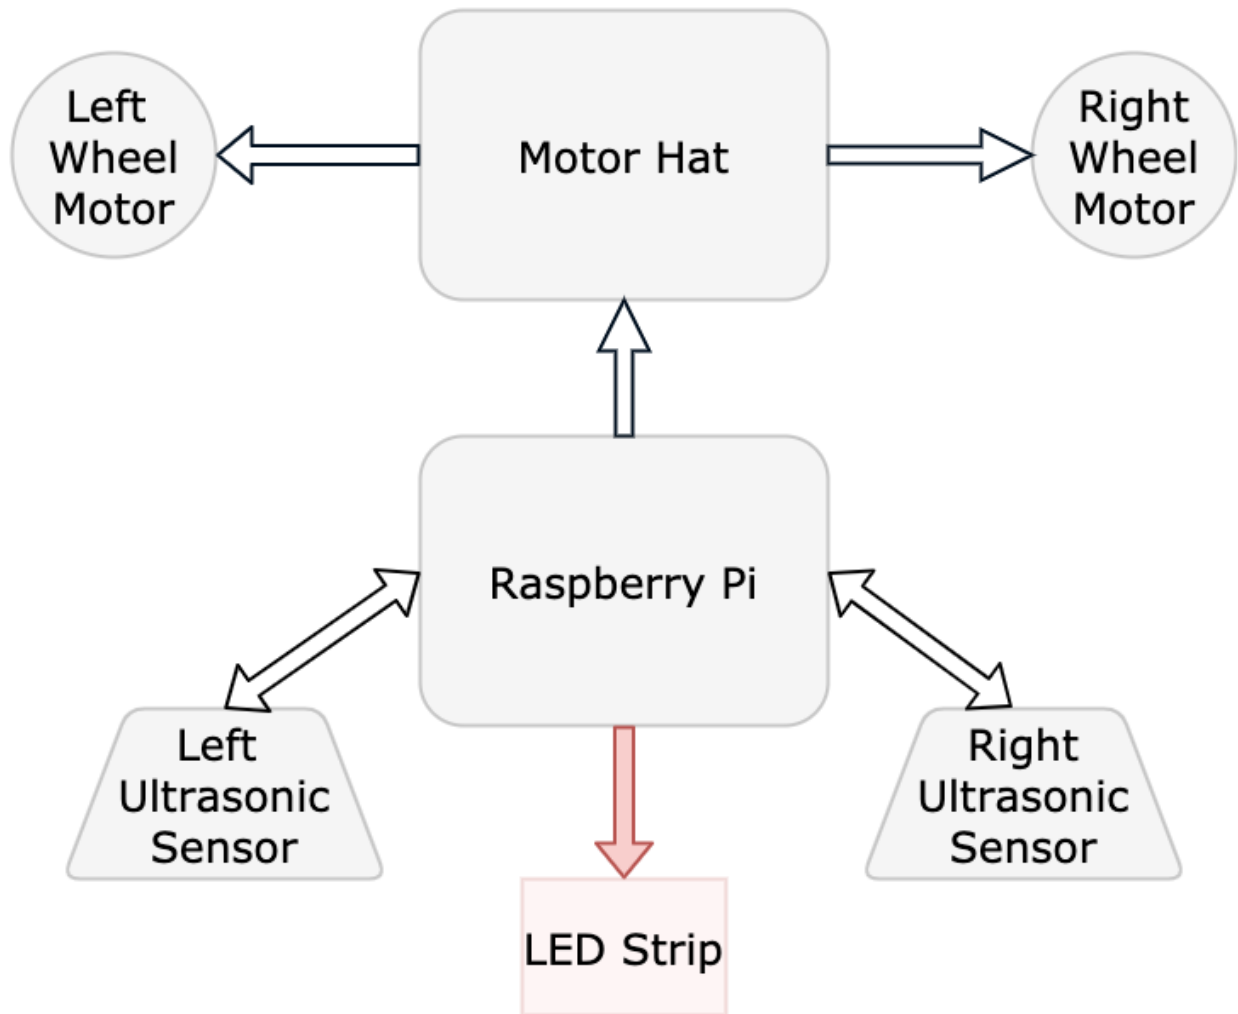 Left
Wheel
Motor
Motor Hat
Right
Wheel
Motor
Raspberry Pi
Left
Ultrasonic
Sensor
Right
Ultrasonic
Sensor
LED Strip